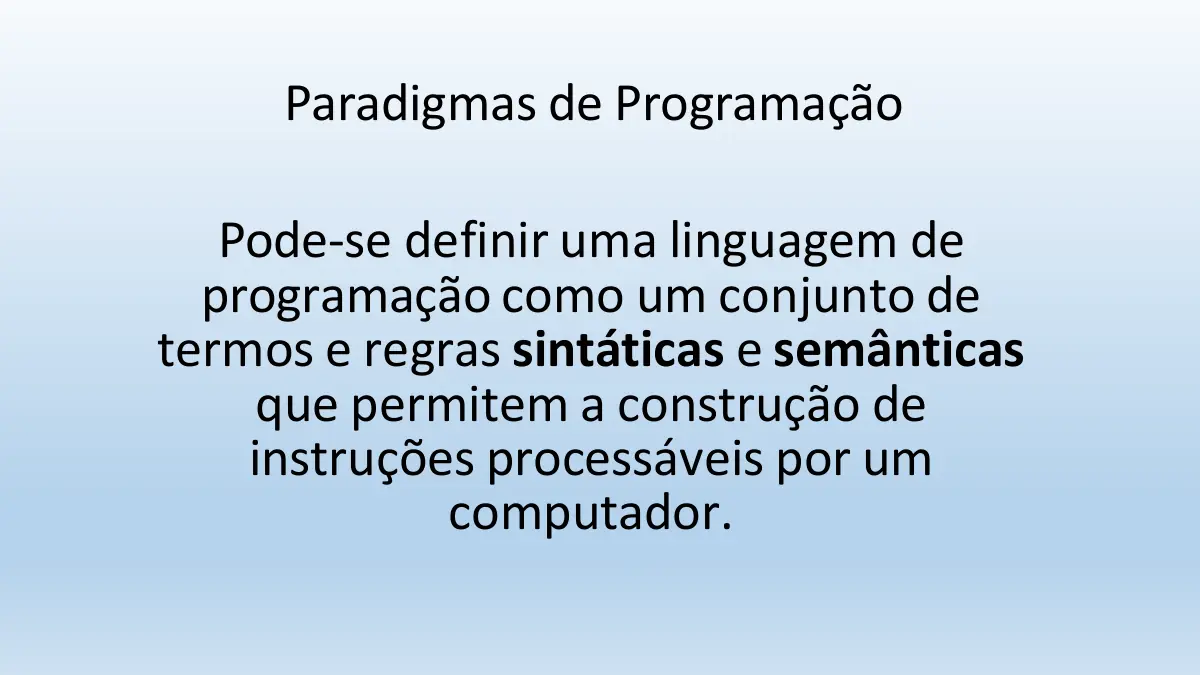 Paradigmas de Programação
Pode-se definir uma linguagem de
programação como um conjunto de
termos e regras sintáticas e semânticas
que permitem a construção de
instruções processáveis por um
computador.